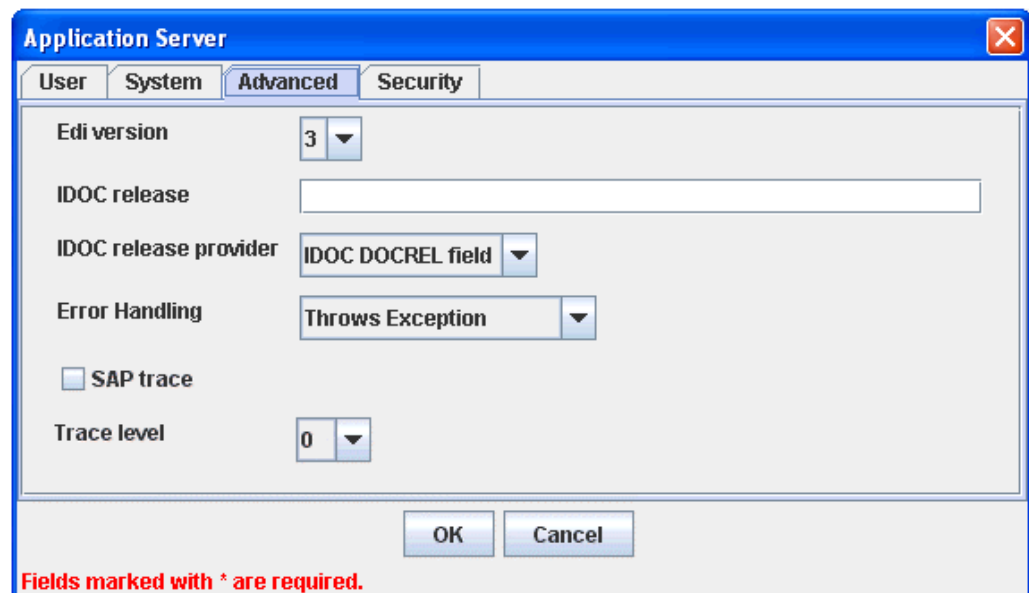 Application Server
User System Advanced Security
Edi version 3
IDOC release
IDOC release provider IDOC DOCREL field
Error Handling Throws Exception
SAP trace
Trace level 0
OK Cancel
Fields marked with * are required.